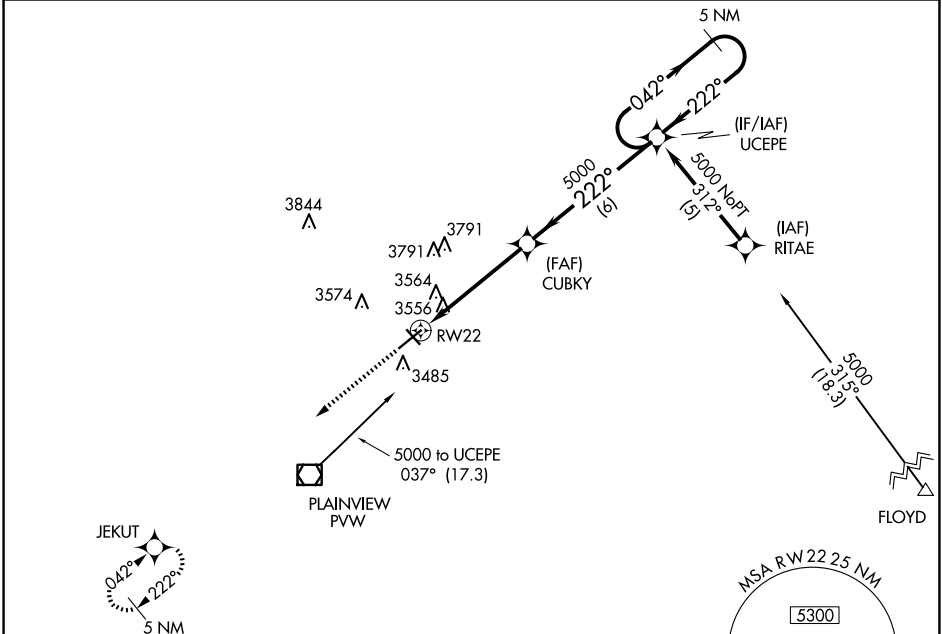 5 NM
042°
222°
(IF/IAF)
UCEPE
5000
222°
(6)
5000 NoPT
312°
(5)
(IAF)
RITAE
3844
3791
3791
(FAF)
CUBKY
3564
3574
3556
RW22
3485
5000
315°
(18.3)
5000 to UCEPE
037° (17.3)
PLAINVIEW
PVW
FLOYD
JEKUT
042°
222°
5 NM
MSA RW22 25 NM
5300